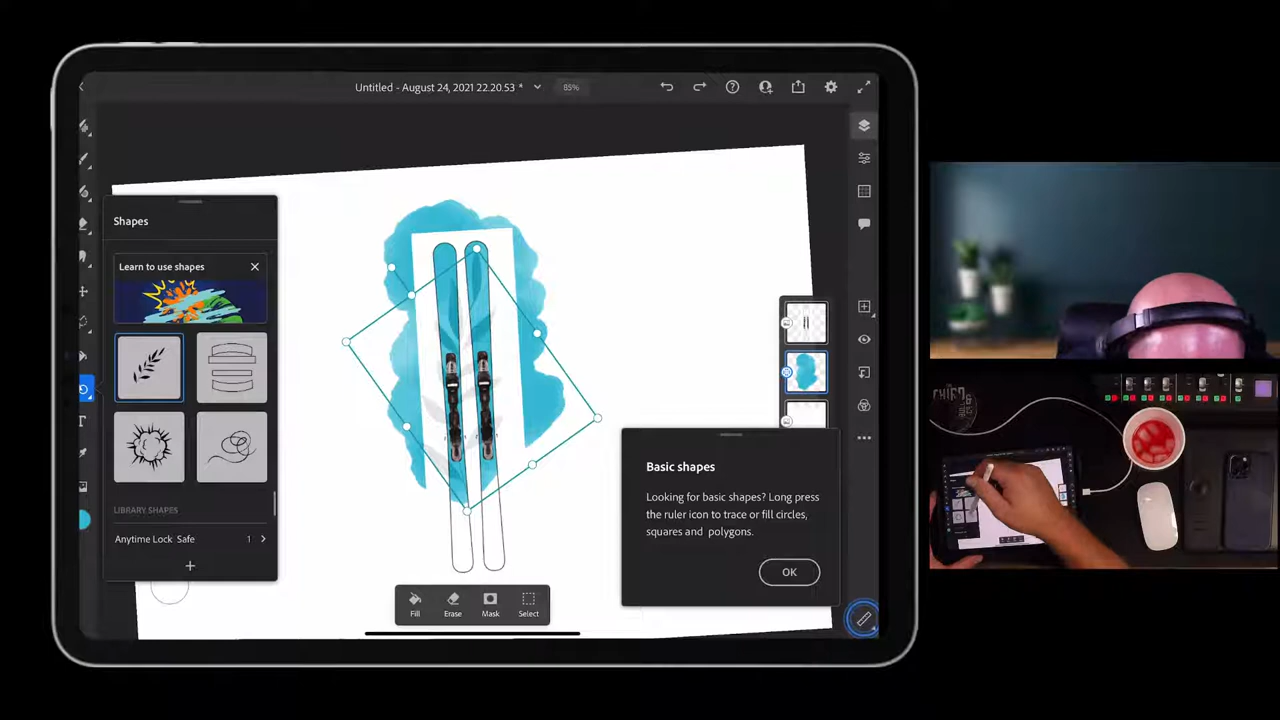 Untitled - August 24, 2021 22.20.53 *
85%
Shapes
Learn to use shapes
LIBRARY SHAPES
Anytime Lock Safe
1
Basic shapes
Looking for basic shapes? Long press
the ruler icon to trace or fill circles,
squares and polygons.
OK
Fill
Erase
Mask
Select